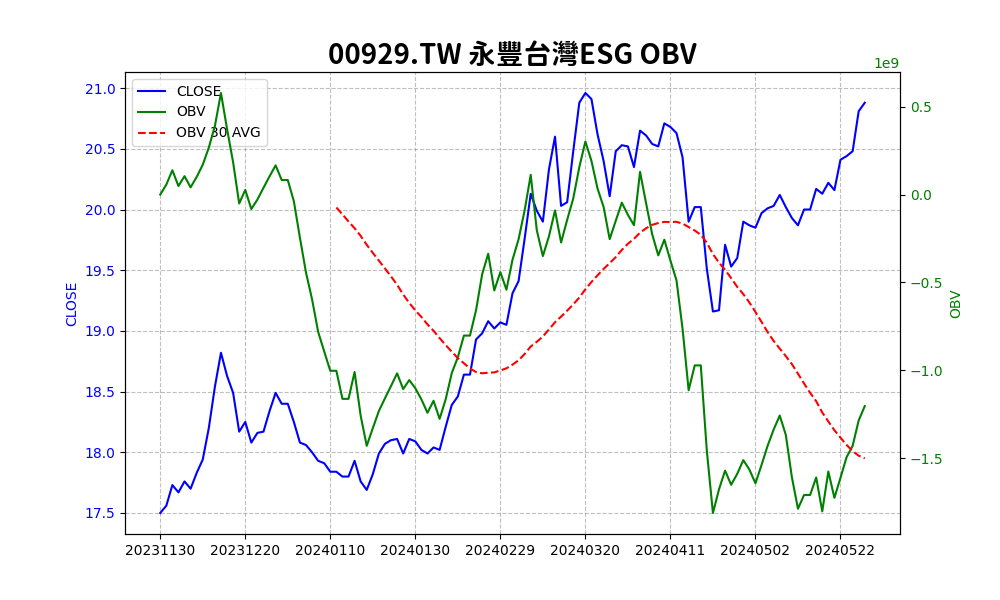 00929.TW 永豐台灣ESG OBV
1e9
CLOSE
OBV
OBV 30 AVG
21.0
20.5
20.0
19.5
19.0
18.5
18.0
17.5
CLOSE
0.5
0.0
−0.5
−1.0
−1.5
OBV
20231130 20231220 20240110 20240130 20240229 20240320 20240411 20240502 20240522